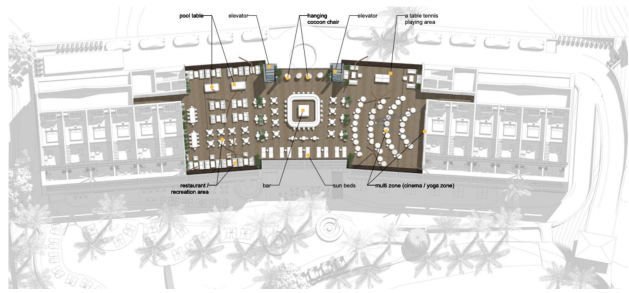 pool table
elevator
hanging
cocoon chair
elevator
a table tennis
playing area
restaurant /
recreation area
bar
sun beds
multi zone (cinema / yoga zone)